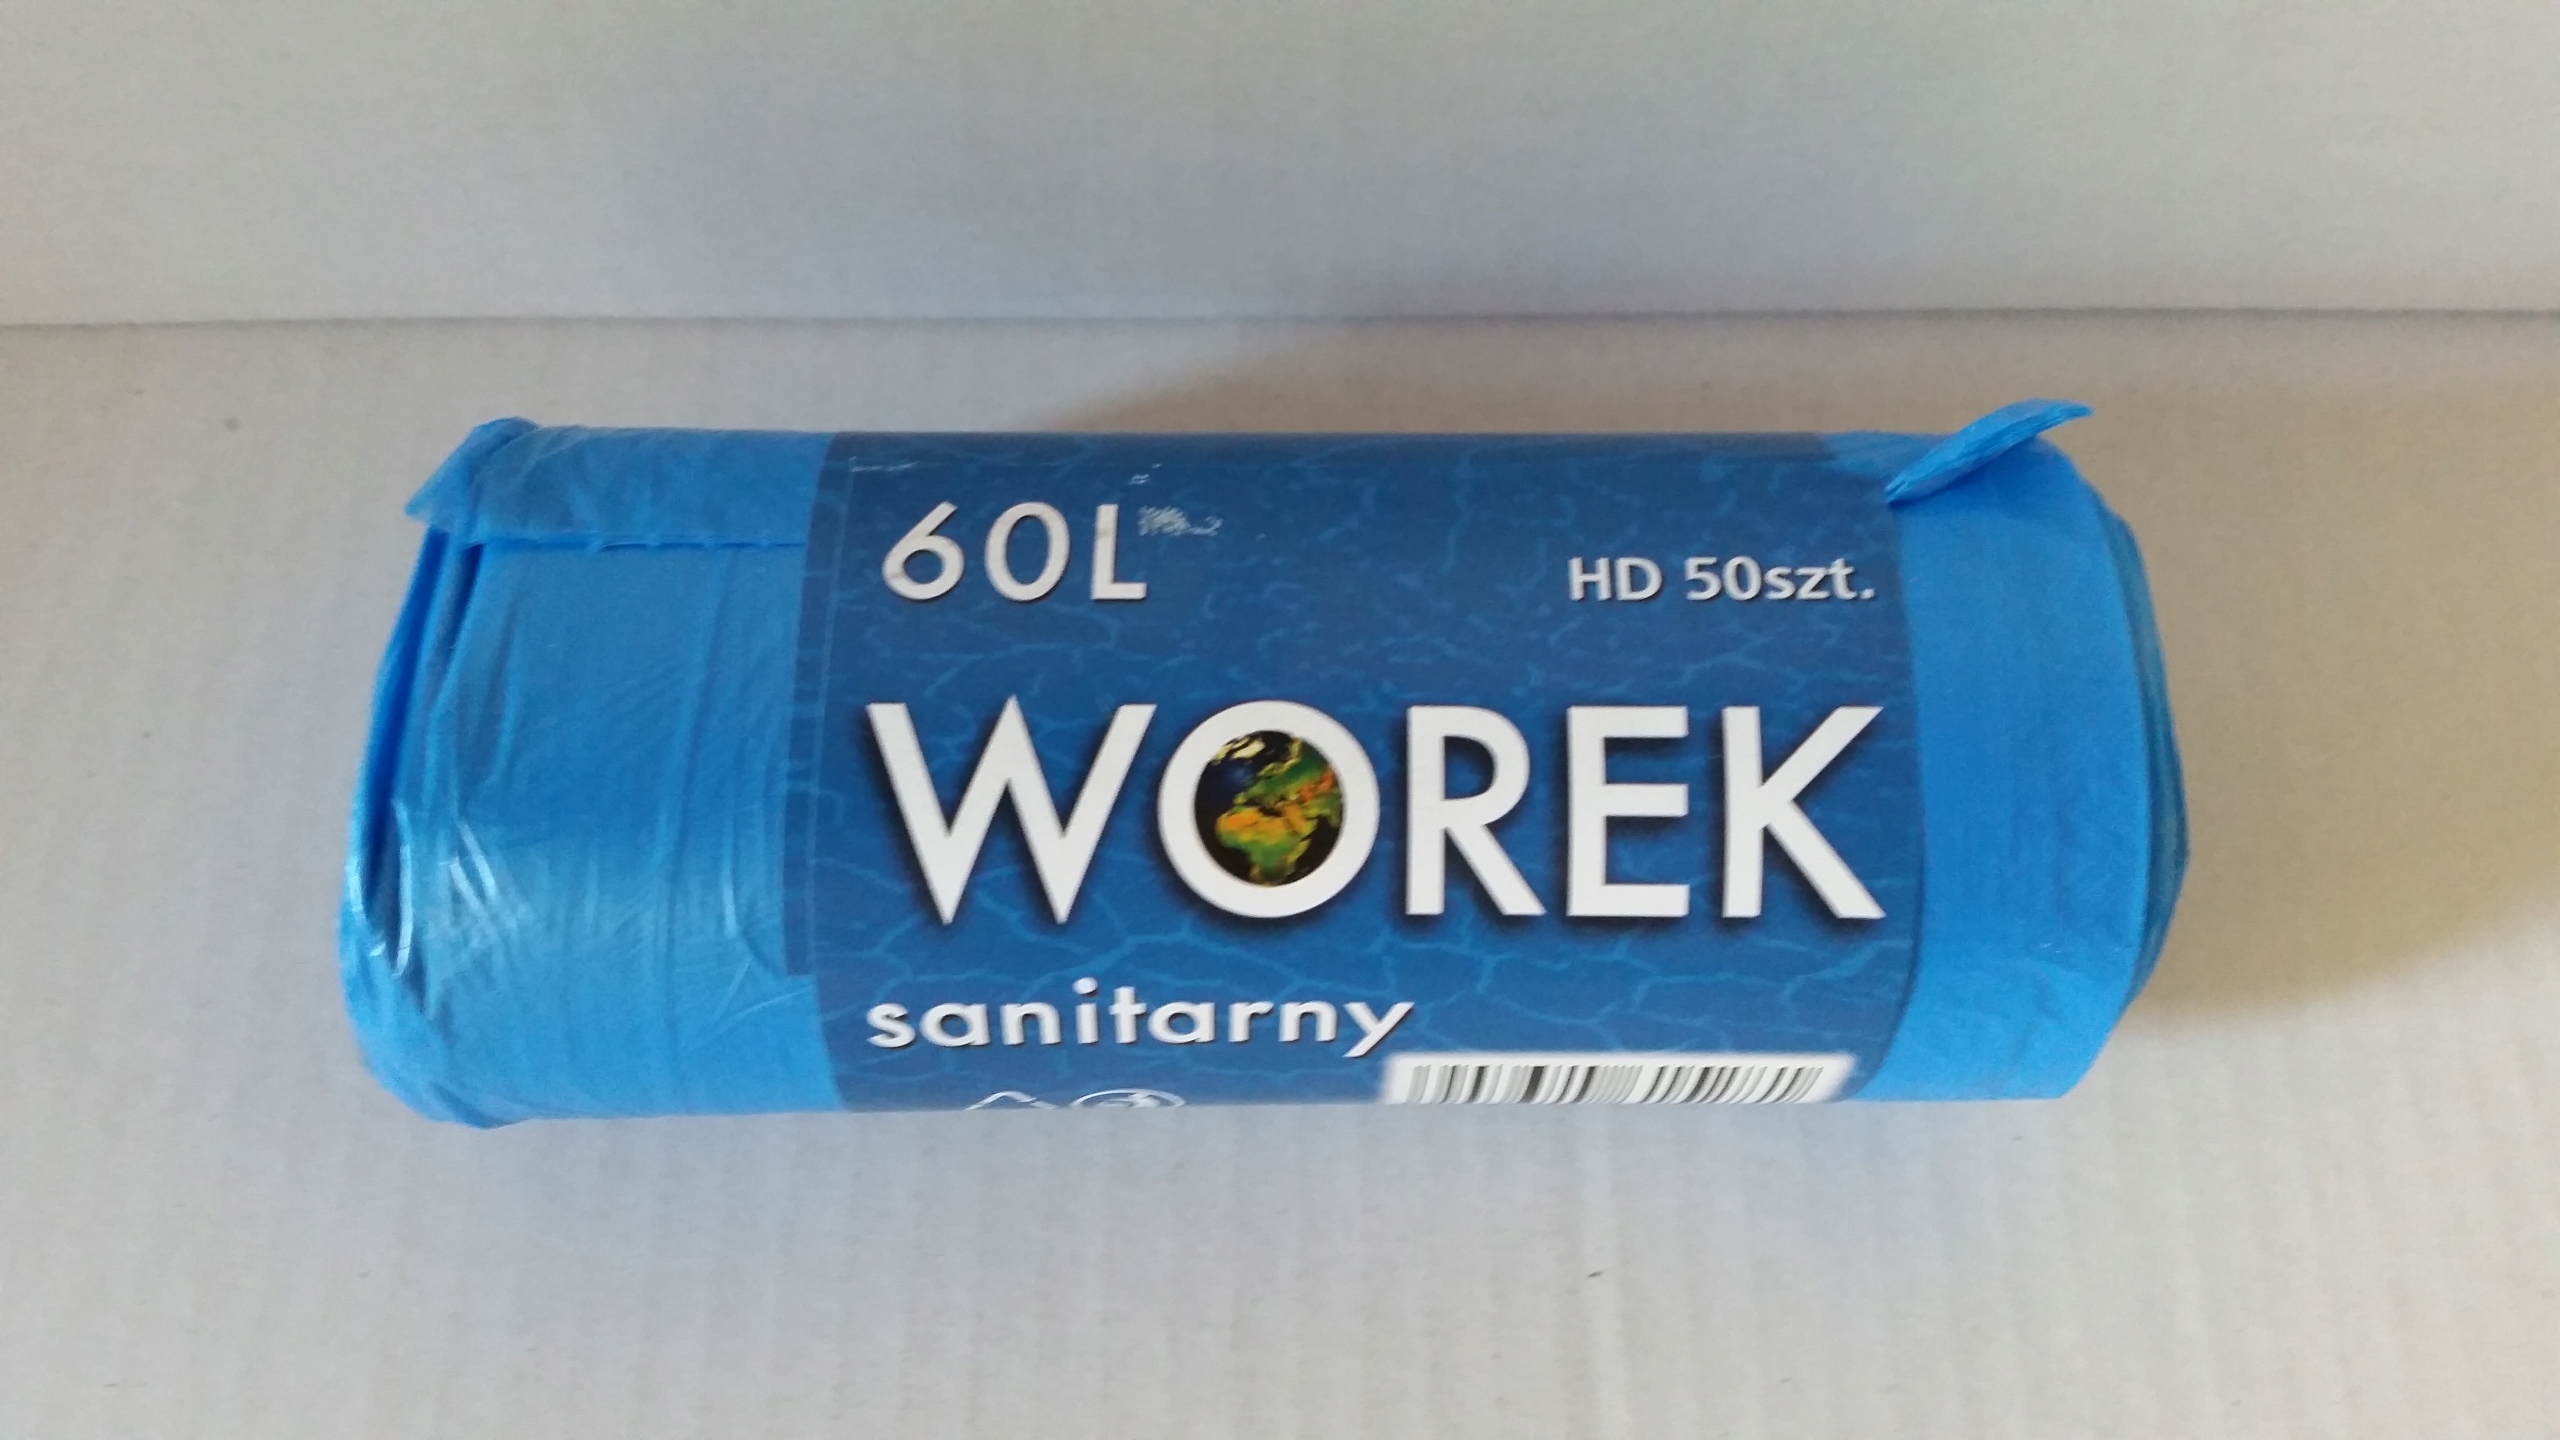 60L
HD 50szt.
WOREK
sanitarny